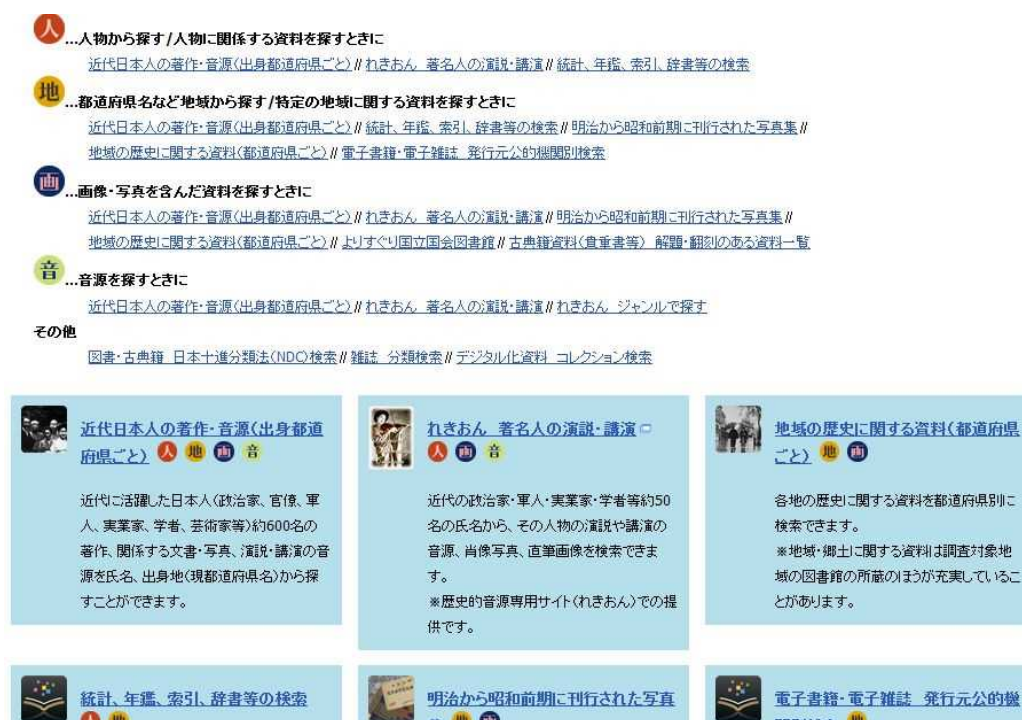 人...人物から探す/人物に関係する資料を探すときに
近代日本人の著作・音源(出身都道府県ごと)//れきおん 著名人の演説・講演//統計、年鑑、索引、辞書等の検索
地...都道府県名など地域から探す/特定の地域に関する資料を探すときに
近代日本人の著作・音源(出身都道府県ごと)//統計、年鑑、索引、辞書等の検索//明治から昭和前期に刊行された写真集//
地域の歴史に関する資料(都道府県ごと)//電子書籍・電子雑誌 発行元公的機関別検索
画...画像・写真を含んだ資料を探すときに
近代日本人の著作・音源(出身都道府県ごと)//れきおん 著名人の演説・講演//明治から昭和前期に刊行された写真集//
地域の歴史に関する資料(都道府県ごと)//よりすぐり国立国会図書館//古典籍資料(貴重書等) 解題・翻刻のある資料一覧
音...音源を探すときに
近代日本人の著作・音源(出身都道府県ごと)//れきおん 著名人の演説・講演//れきおん ジャンルで探す
その他
図書・古典籍 日本十進分類法(NDC)検索//雑誌 分類検索//デジタル化資料 コレクション検索
近代日本人の著作・音源(出身都道
府県ごと) 人 地 画 音
近代に活躍した日本人(政治家、官僚、軍
人、実業家、学者、芸術家等)約600名の
著作、関係する文書・写真、演説・講演の音
源を氏名、出身地(現都道府県名)から探
すことができます。
れきおん 著名人の演説・講演
人 画 音
近代の政治家・軍人・実業家・学者等約50
名の氏名から、その人物の演説や講演の
音源、肖像写真、直筆画像を検索できま
す。
※歴史的音源専用サイト(れきおん)での提
供です。
地域の歴史に関する資料(都道府県
ごと) 地 画
各地の歴史に関する資料を都道府県別に
検索できます。
※地域・郷土に関する資料は調査対象地
域の図書館の所蔵のほうが充実しているこ
とがあります。
統計、年鑑、索引、辞書等の検索
人 地
明治から昭和前期に刊行された写真
地 画
電子書籍・電子雑誌 発行元公的機
地